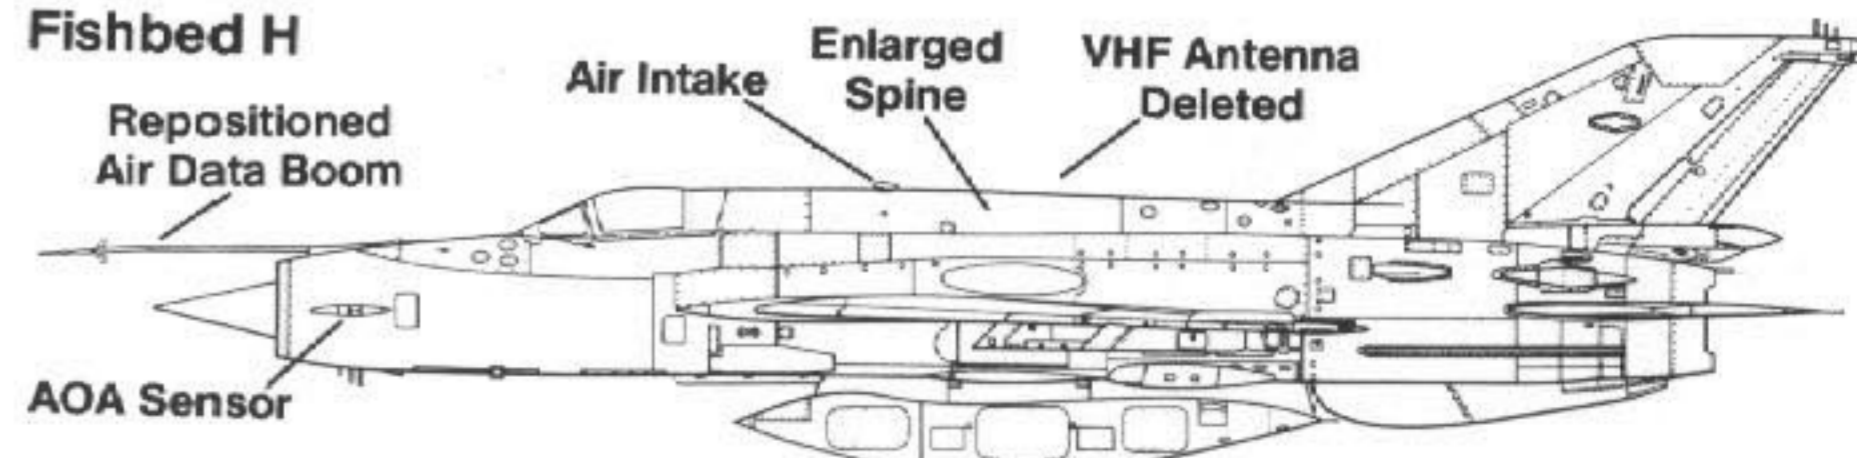 Fishbed H
Repositioned
Air Data Boom
Air Intake
Enlarged
Spine
VHF Antenna
Deleted
AOA Sensor